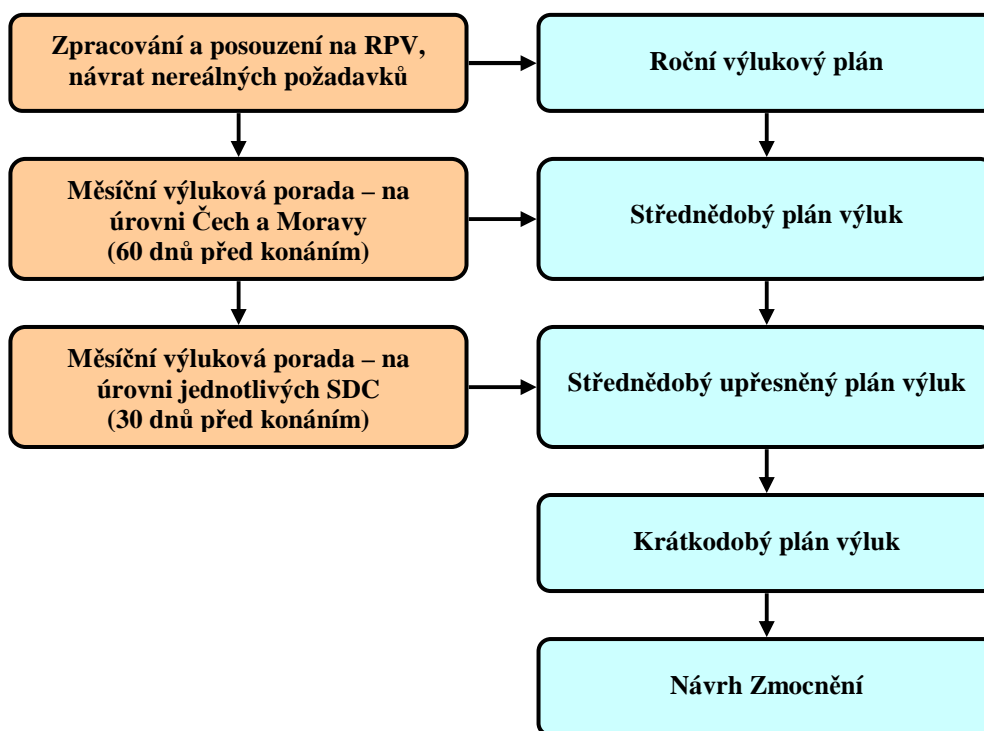 Zpracování a posouzení na RPV,
návrat nereálných požadavků
Roční výlukový plán
Měsíční výluková porada – na
úrovni Čech a Moravy
(60 dnů před konáním)
Střednědobý plán výluk
Měsíční výluková porada – na
úrovni jednotlivých SDC
(30 dnů před konáním)
Střednědobý upřesněný plán výluk
Krátkodobý plán výluk
Návrh Zmocnění